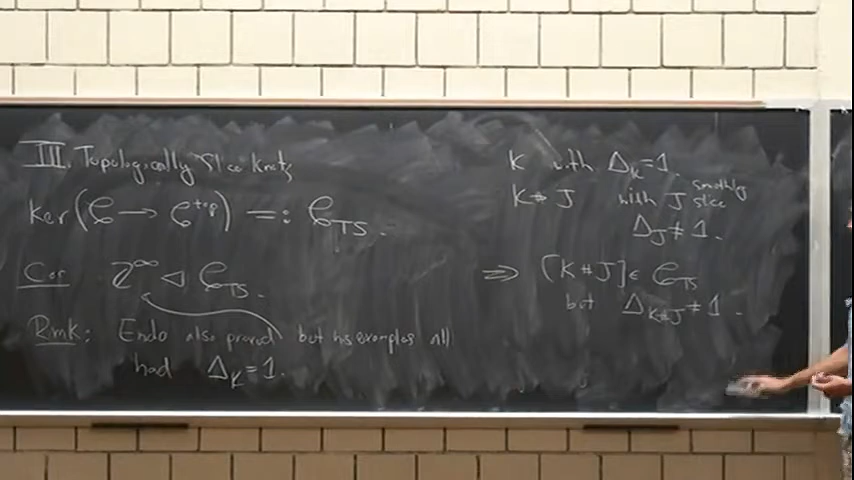 III. Topologically Slice Knots
Ker(C → C^top) =: C_TS.
Cor Z^∞ ◁ C_TS.
Rmk: Endo also proved but his examples all
had Δ_K = 1.
K with Δ_K = 1.
K # J with J smoothly slice
Δ_J ≠ 1.
⇒ [K # J] ∈ C_TS
but Δ_K#J ≠ 1.